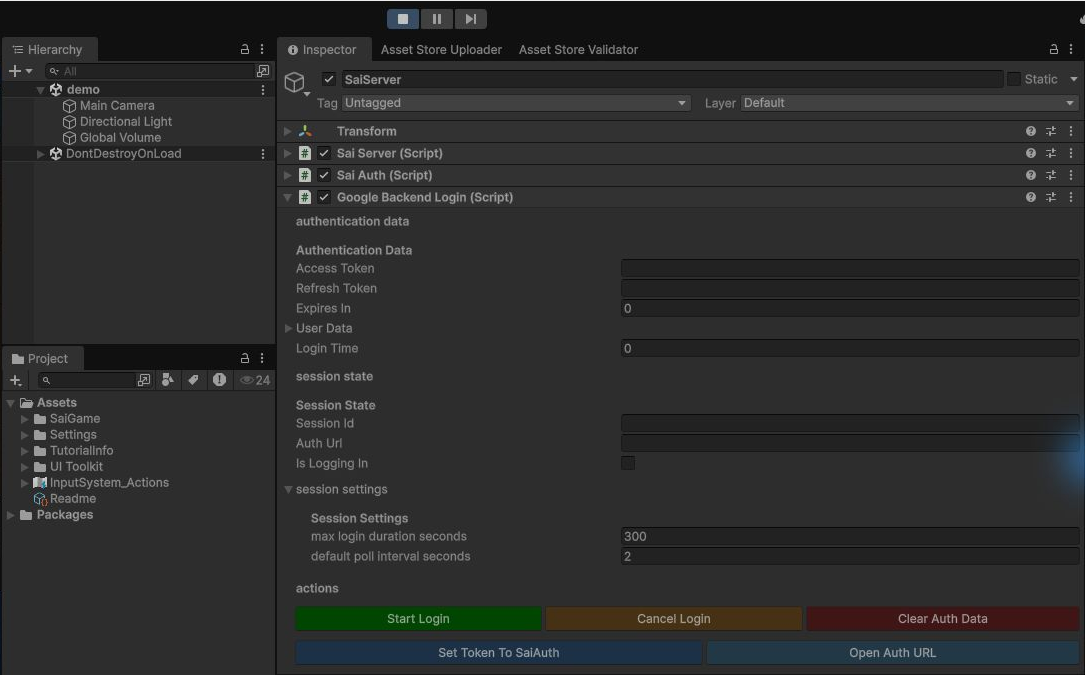 Hierarchy
All
demo
Main Camera
Directional Light
Global Volume
DontDestroyOnLoad
Project
24
Assets
SaiGame
Settings
TutorialInfo
UI Toolkit
InputSystem_Actions
Readme
Packages
Inspector Asset Store Uploader Asset Store Validator
SaiServer Static
Tag Untagged Layer Default
Transform
# Sai Server (Script)
# Sai Auth (Script)
# Google Backend Login (Script)
authentication data
Authentication Data
Access Token
Refresh Token
Expires In 0
User Data
Login Time 0
session state
Session State
Session Id
Auth Url
Is Logging In
session settings
Session Settings
max login duration seconds 300
default poll interval seconds 2
actions
Start Login Cancel Login Clear Auth Data
Set Token To SaiAuth Open Auth URL